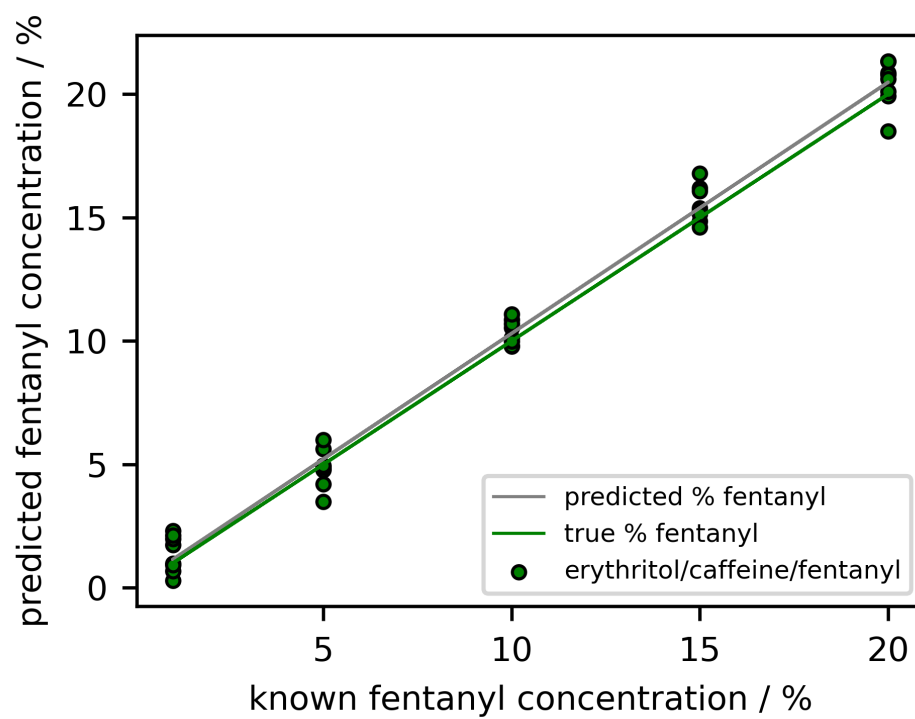 predicted fentanyl concentration / %
20
15
10
5
0
predicted % fentanyl
true % fentanyl
erythritol/caffeine/fentanyl
5 10 15 20
known fentanyl concentration / %